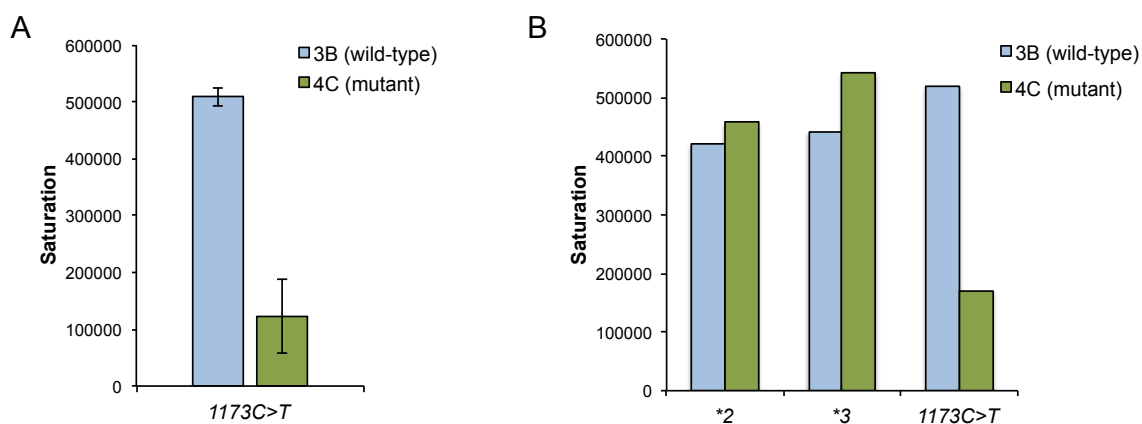 A
600000
500000
400000
300000
200000
100000
0
Saturation
3B (wild-type)
4C (mutant)
1173C>T
B
600000
500000
400000
300000
200000
100000
0
Saturation
3B (wild-type)
4C (mutant)
*2 *3 1173C>T